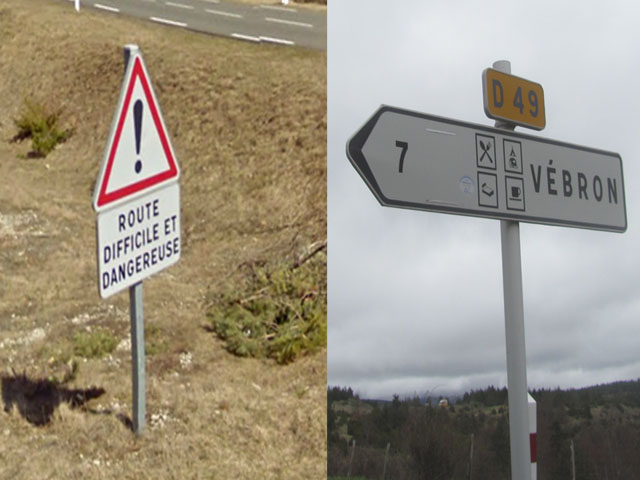 !
ROUTE
DIFFICILE ET
DANGEREUSE
D 49
7 VÉBRON